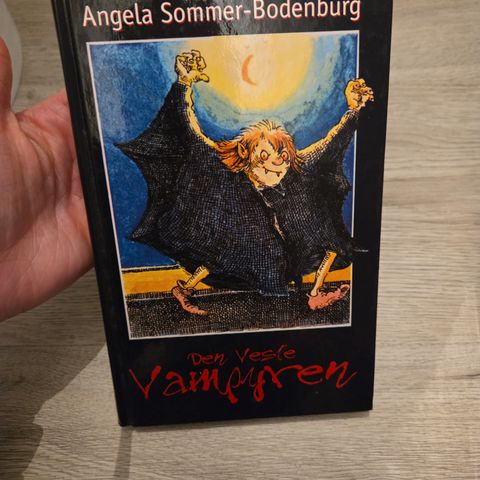 Angela Sommer-Bodenburg
Den Vesle
Vampyren